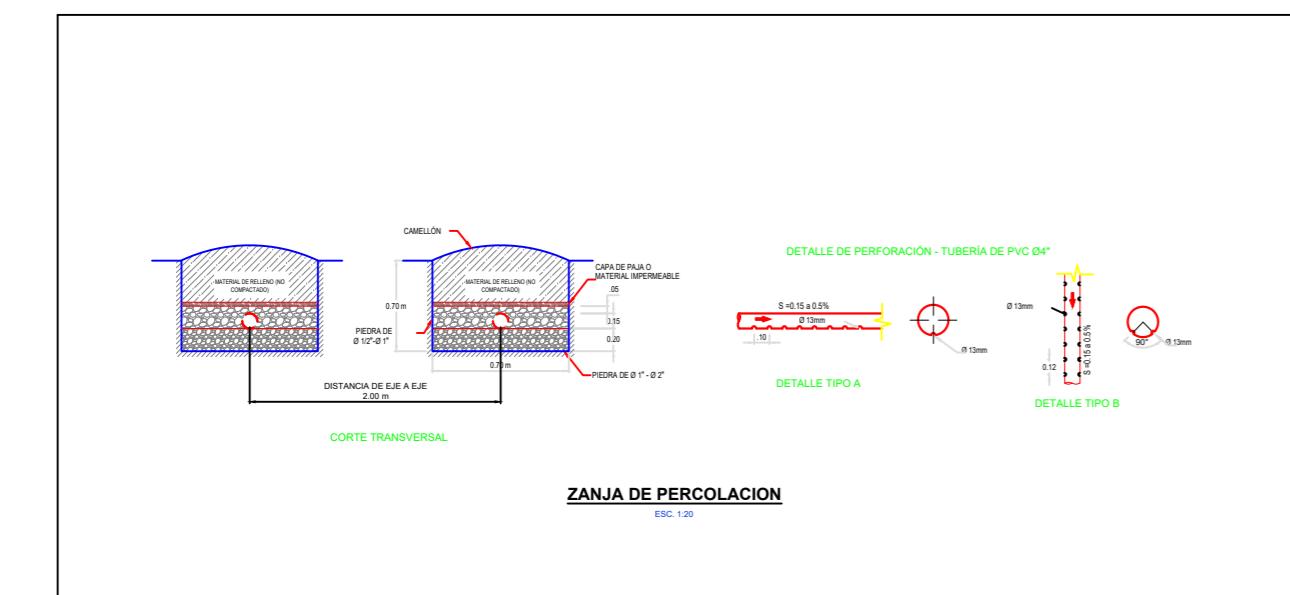 CAMELLÓN
CAPA DE PAJA O
MATERIAL IMPERMEABLE
MATERIAL DE RELLENO (NO
COMPACTADO)
MATERIAL DE RELLENO (NO
COMPACTADO)
.05
0.70 m
0.15
0.20
PIEDRA DE
Ø 1/2"-Ø 1"
0.70 m
PIEDRA DE Ø 1" - Ø 2"
DISTANCIA DE EJE A EJE
2.00 m
CORTE TRANSVERSAL
DETALLE DE PERFORACIÓN - TUBERÍA DE PVC Ø4"
S =0.15 a 0.5%
Ø 13mm
.10
Ø 13mm
DETALLE TIPO A
Ø 13mm
S =0.15 a 0.5%
0.12
90°
Ø 13mm
DETALLE TIPO B
ZANJA DE PERCOLACION
ESC. 1:20